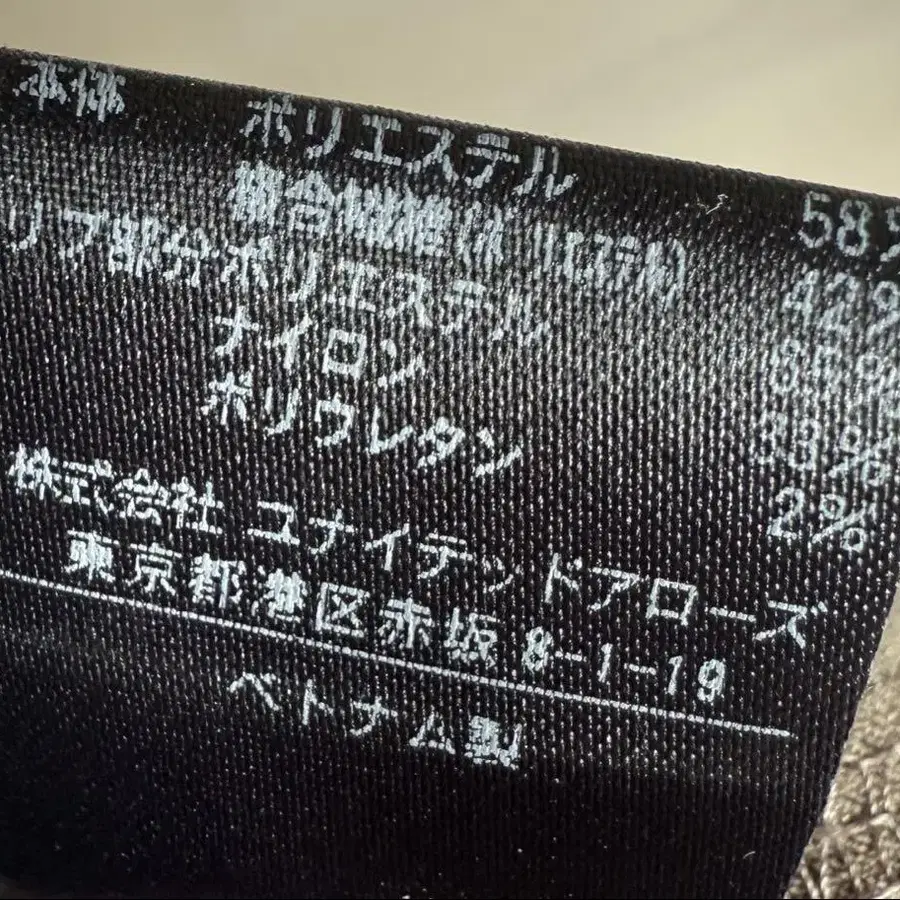 本体 ポリエステル 58%
複合繊維(ポリエステル) 42%
リブ部分 ポリエステル 65%
ナイロン 33%
ポリウレタン 2%
株式会社 ユナイテッドアローズ
東京都港区赤坂 8-1-19
ベトナム製